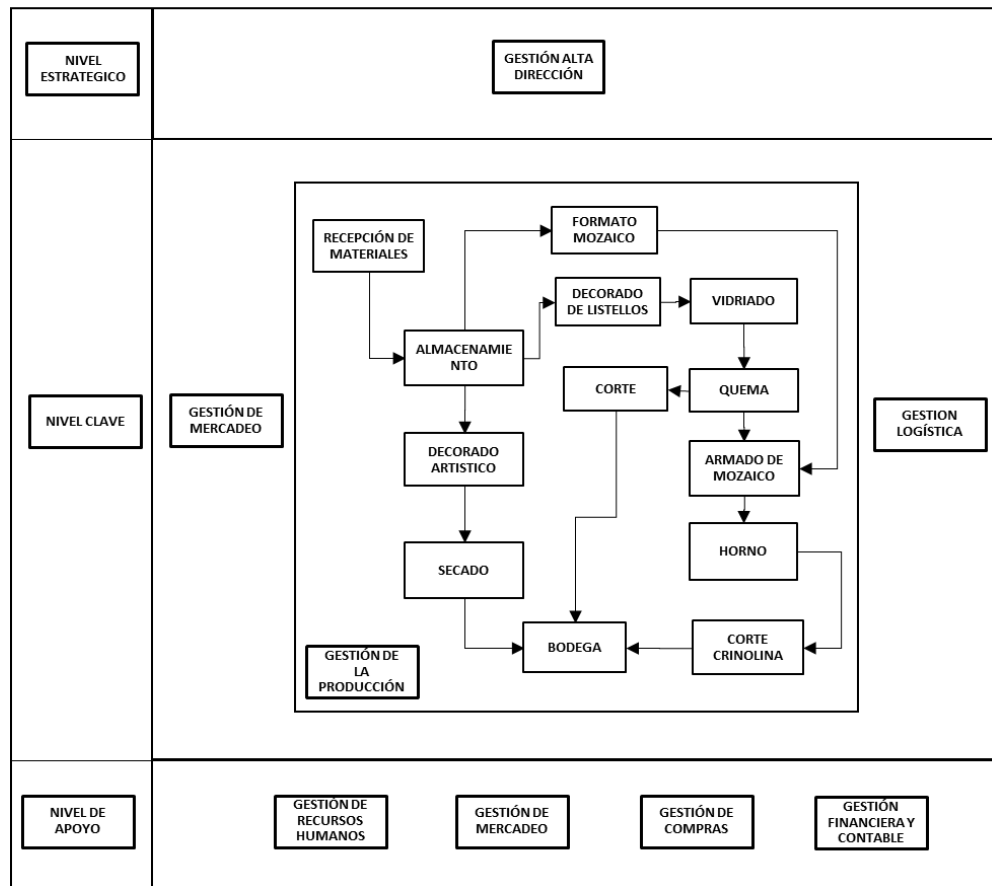 NIVEL
ESTRATEGICO
GESTIÓN ALTA
DIRECCIÓN
RECEPCIÓN DE
MATERIALES
FORMATO
MOZAICO
DECORADO
DE LISTELLOS
VIDRIADO
ALMACENAMIE
NTO
CORTE
QUEMA
NIVEL CLAVE
GESTIÓN DE
MERCADEO
GESTION
LOGÍSTICA
DECORADO
ARTISTICO
ARMADO DE
MOZAICO
SECADO
HORNO
BODEGA
CORTE
CRINOLINA
GESTIÓN DE
LA
PRODUCCIÓN
NIVEL DE
APOYO
GESTIÓN DE
RECURSOS
HUMANOS
GESTIÓN DE
MERCADEO
GESTIÓN DE
COMPRAS
GESTIÓN
FINANCIERA Y
CONTABLE